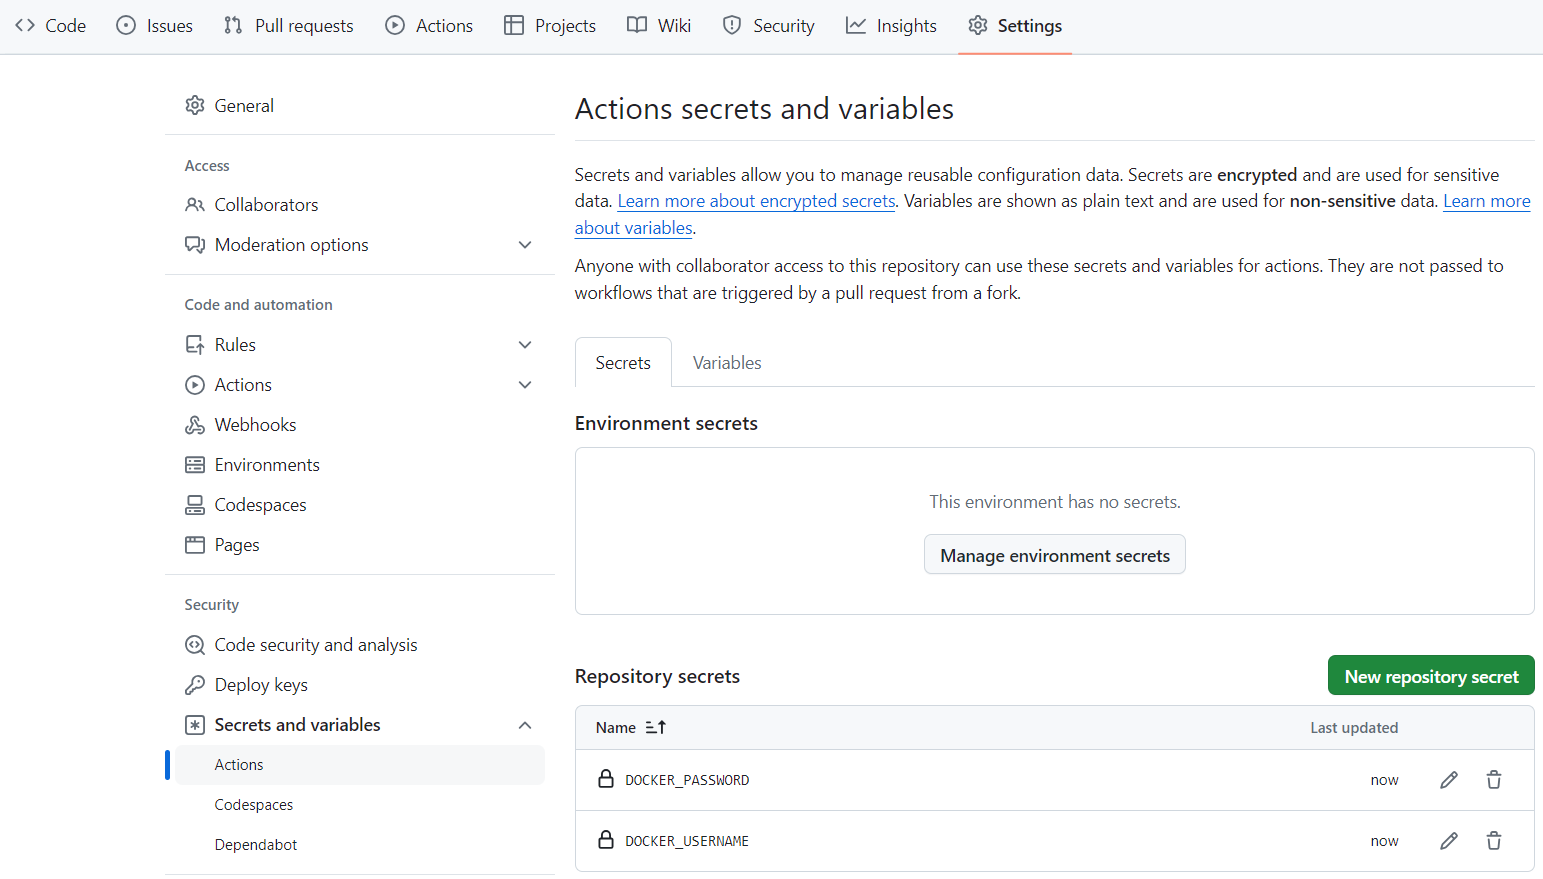 Code Issues Pull requests Actions Projects Wiki Security Insights Settings
General
Access
Collaborators
Moderation options
Code and automation
Rules
Actions
Webhooks
Environments
Codespaces
Pages
Security
Code security and analysis
Deploy keys
Secrets and variables
Actions
Codespaces
Dependabot
Actions secrets and variables
Secrets and variables allow you to manage reusable configuration data. Secrets are encrypted and are used for sensitive
data. Learn more about encrypted secrets. Variables are shown as plain text and are used for non-sensitive data. Learn more
about variables.
Anyone with collaborator access to this repository can use these secrets and variables for actions. They are not passed to
workflows that are triggered by a pull request from a fork.
Secrets Variables
Environment secrets
This environment has no secrets.
Manage environment secrets
Repository secrets New repository secret
Name Last updated
DOCKER_PASSWORD now
DOCKER_USERNAME now